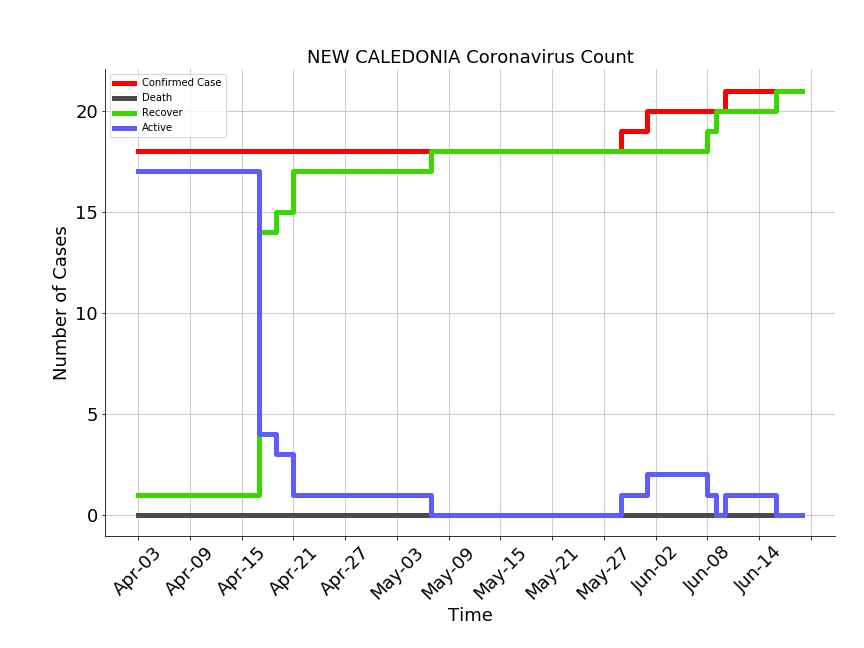 NEW CALEDONIA Coronavirus Count
Confirmed Case
Death
Recover
Active
Number of Cases
20
15
10
5
0
Apr-03
Apr-09
Apr-15
Apr-21
Apr-27
May-03
May-09
May-15
May-21
May-27
Jun-02
Jun-08
Jun-14
Time